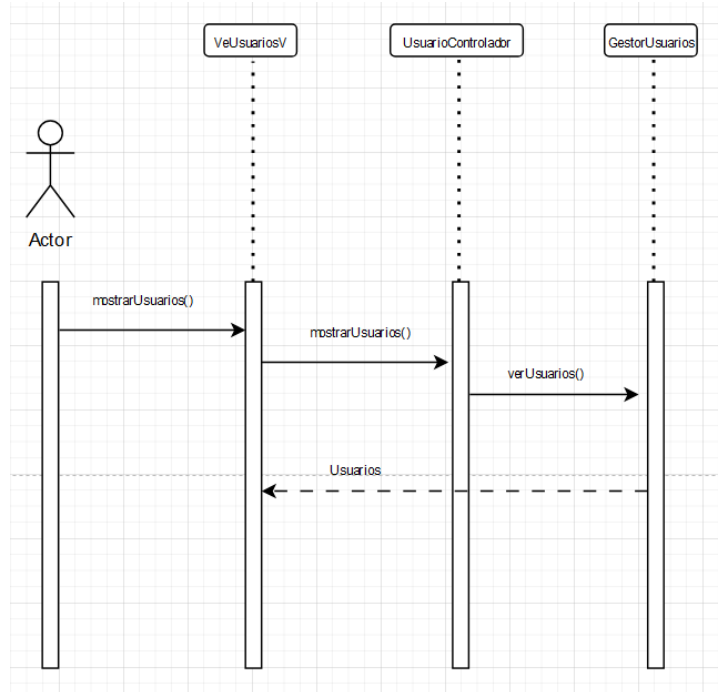 VeUsuariosV
UsuarioControlador
GestorUsuarios
Actor
mostrarUsuarios()
mostrarUsuarios()
verUsuarios()
Usuarios